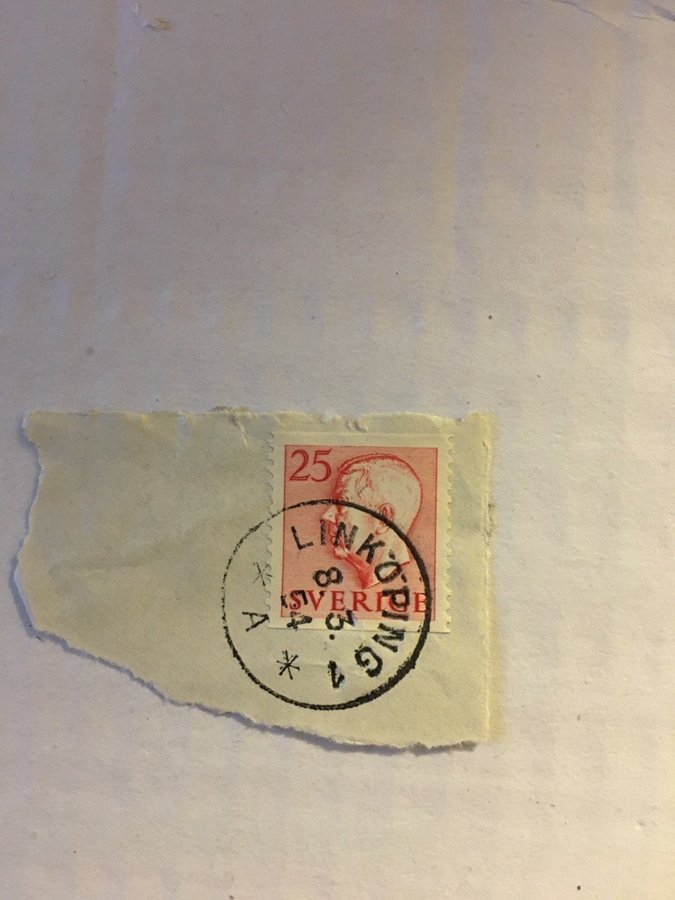 25
SVERIGE
LINKÖPING 1
8.3.
54
* A *